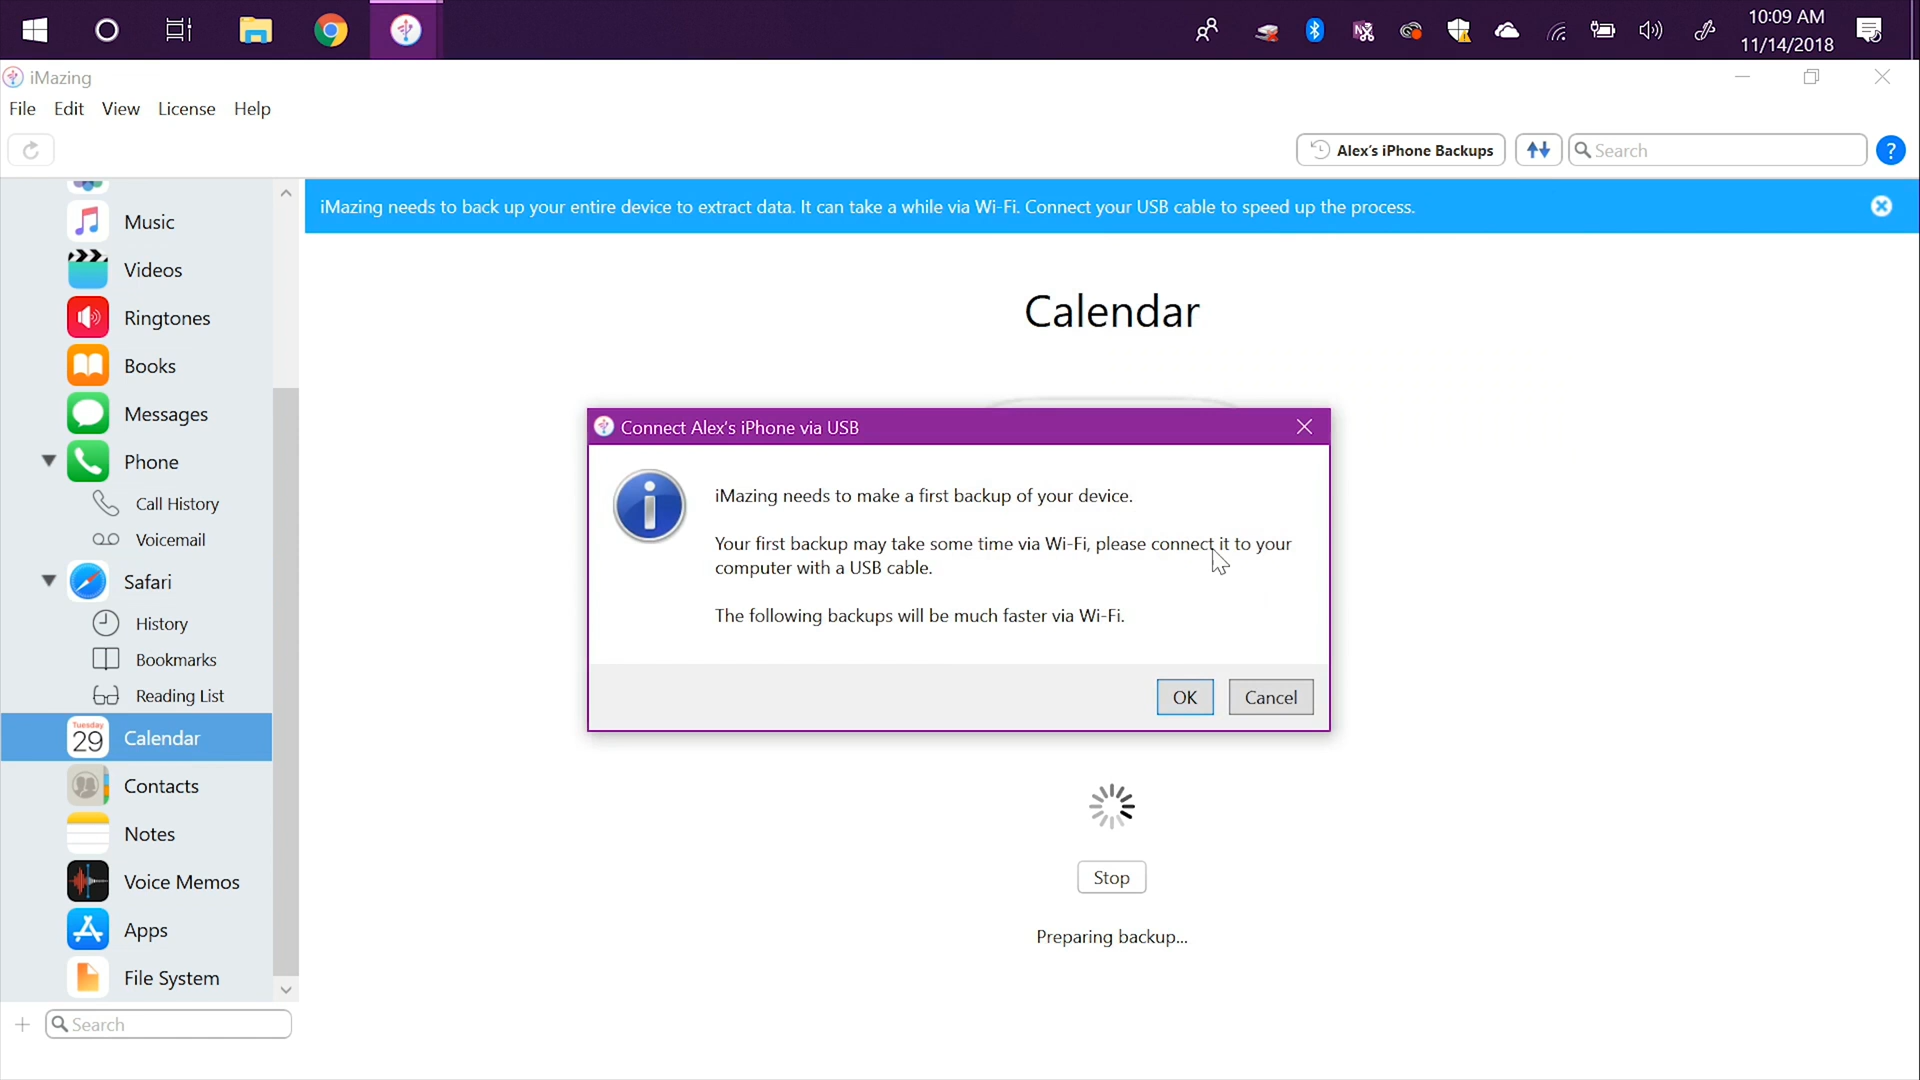 10:09 AM
11/14/2018
iMazing
File Edit View License Help
Alex's iPhone Backups
Search
?
iMazing needs to back up your entire device to extract data. It can take a while via Wi-Fi. Connect your USB cable to speed up the process.
Music
Videos
Ringtones
Books
Messages
Phone
Call History
Voicemail
Safari
History
Bookmarks
Reading List
Tuesday
29
Calendar
Contacts
Notes
Voice Memos
Apps
File System
Search
Calendar
Connect Alex's iPhone via USB
iMazing needs to make a first backup of your device.
Your first backup may take some time via Wi-Fi, please connect it to your
computer with a USB cable.
The following backups will be much faster via Wi-Fi.
OK
Cancel
Stop
Preparing backup...